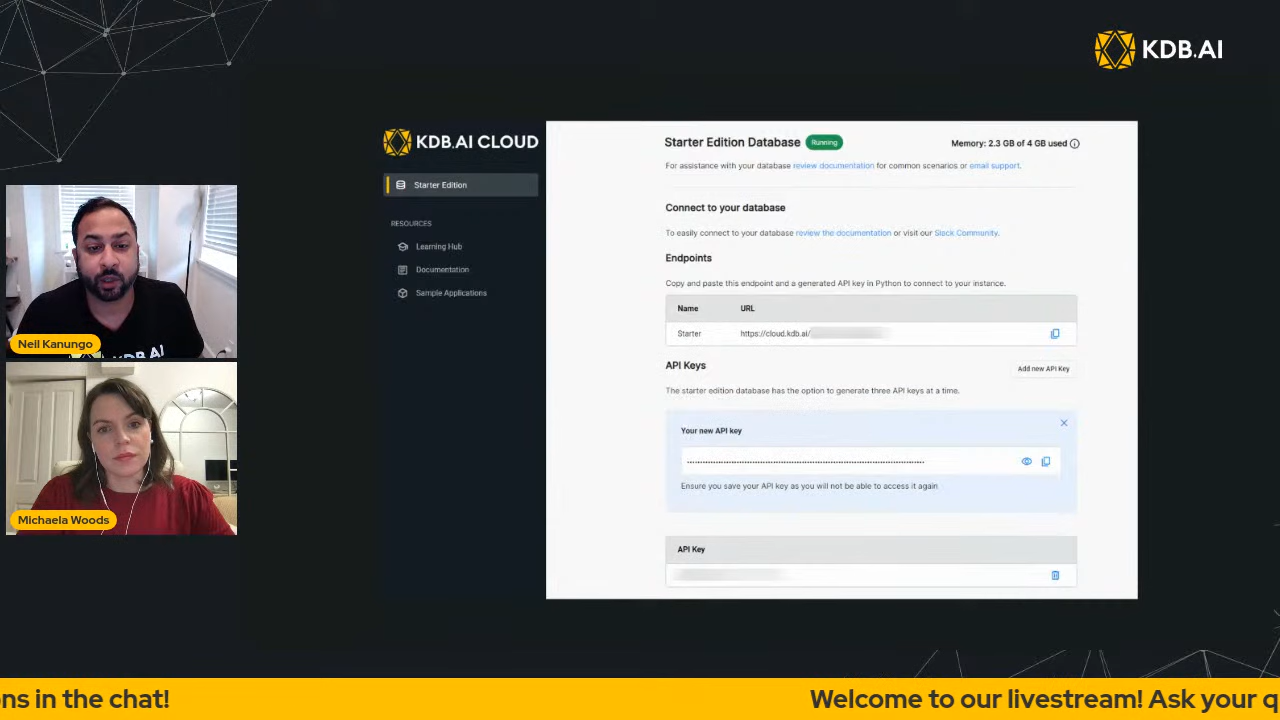 KDB.AI
KDB.AI CLOUD
Starter Edition
RESOURCES
Learning Hub
Documentation
Sample Applications
Starter Edition Database
Running
Memory: 2.3 GB of 4 GB used
For assistance with your database review documentation for common scenarios or email support.
Connect to your database
To easily connect to your database review the documentation or visit our Slack Community.
Endpoints
Copy and paste this endpoint and a generated API key in Python to connect to your instance.
Name URL
Starter https://cloud.kdb.ai/
API Keys
Add new API Key
The starter edition database has the option to generate three API keys at a time.
Your new API key
Ensure you save your API key as you will not be able to access it again
API Key
KDB.AI
Neil Kanungo
Michaela Woods
ns in the chat! Welcome to our livestream! Ask your q